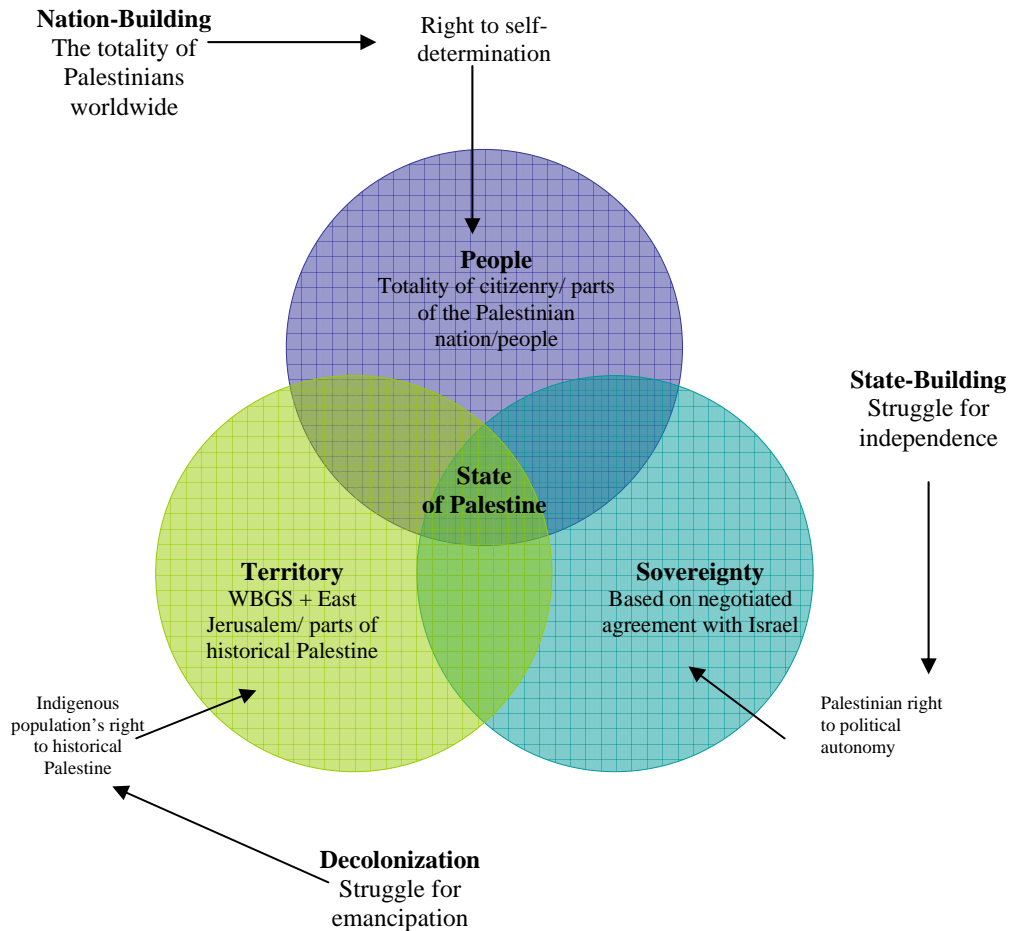 Nation-Building
The totality of
Palestinians
worldwide
Right to self-
determination
People
Totality of citizenry/ parts
of the Palestinian
nation/people
State-Building
Struggle for
independence
State
of Palestine
Territory
WBGS + East
Jerusalem/ parts of
historical Palestine
Sovereignty
Based on negotiated
agreement with Israel
Indigenous
population’s right
to historical
Palestine
Palestinian right
to political
autonomy
Decolonization
Struggle for
emancipation